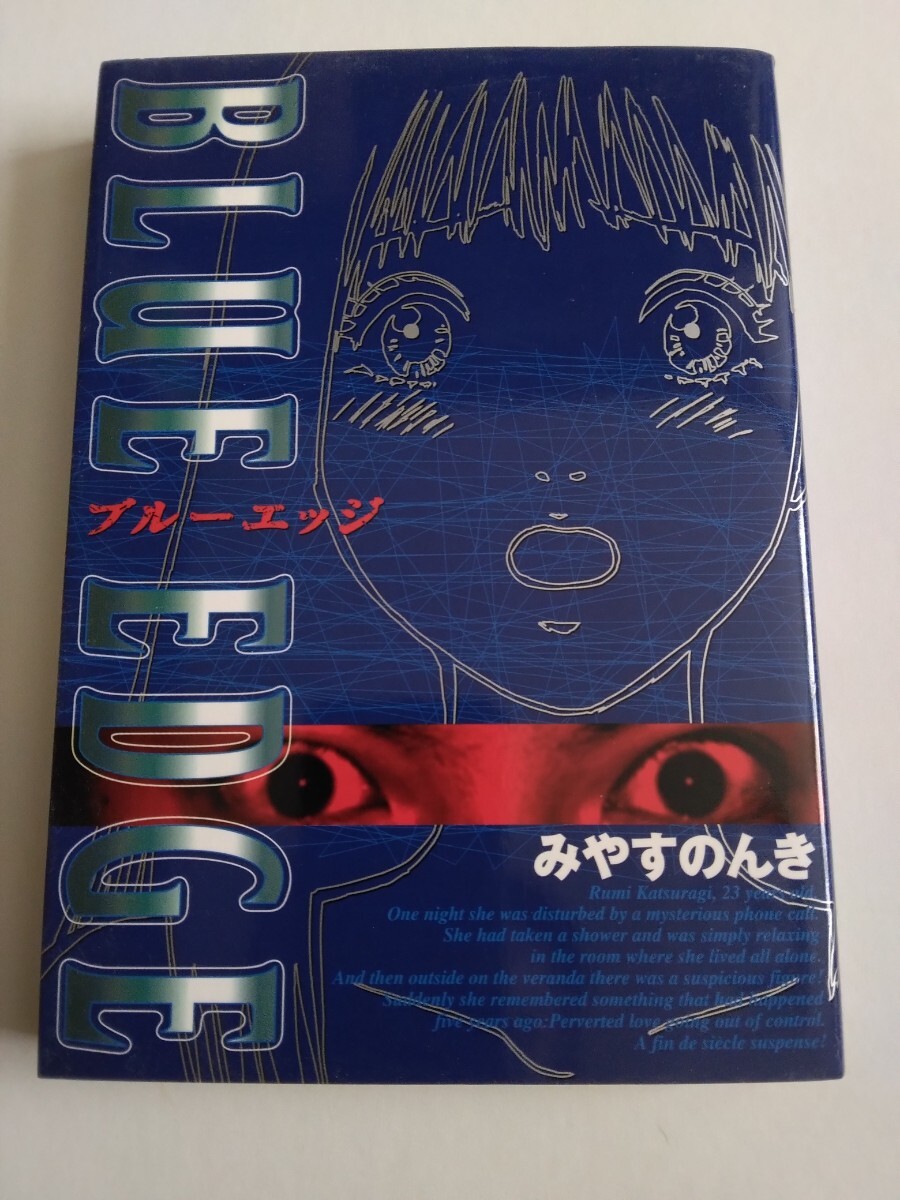 BLUE EDGE
ブルーエッジ
みやすのんき
Rumi Katsuragi, 23 years old.
One night she was disturbed by a mysterious phone call.
She had taken a shower and was simply relaxing
in the room where she lived all alone.
And then outside on the veranda there was a suspicious figure!
Suddenly she remembered something that had happened
five years ago:Perverted love going out of control.
A fin de siècle suspense!